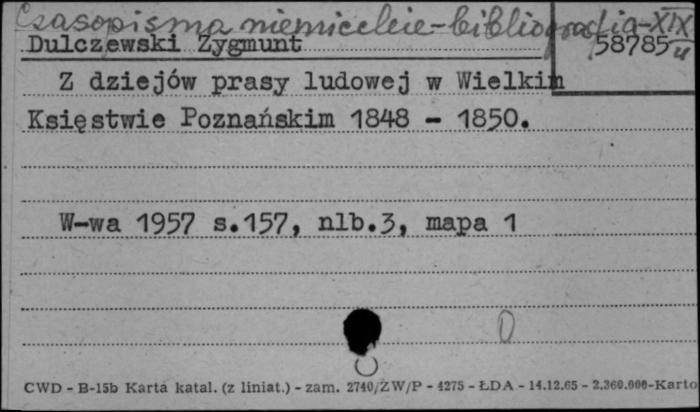 Czasopisma niemieckie - bibliografia - XIX
Dulczewski Zygmunt
58785
Z dziejów prasy ludowej w Wielkim
Księstwie Poznańskim 1848 - 1850.
W-wa 1957 s.157, nlb.3, mapa 1
CWD - B-15b Karta katal. (z liniat.) - zam. 2740/ZW/P - 4275 - ŁDA - 14.12.65 - 2.360.000-Karto